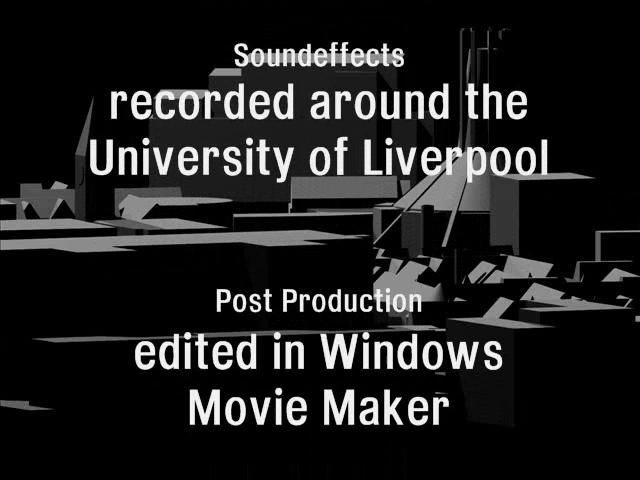 Soundeffects
recorded around the
University of Liverpool
Post Production
edited in Windows
Movie Maker